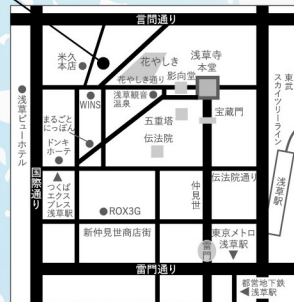 言問通り
米久
本店
花やしき
浅草寺
本堂
花やしき通り
影向堂
東武
スカイツリーライン
浅草ビューホテル
WINS
浅草観音
温泉
まるごと
にっぽん
五重塔
宝蔵門
ドンキ
ホーテ
伝法院
国際通り
つくば
エクス
プレス
浅草駅
仲見世
伝法院通り
浅草駅
ROX3G
新仲見世商店街
東京メトロ
浅草駅
雷門
雷門通り
都営地下鉄
浅草駅